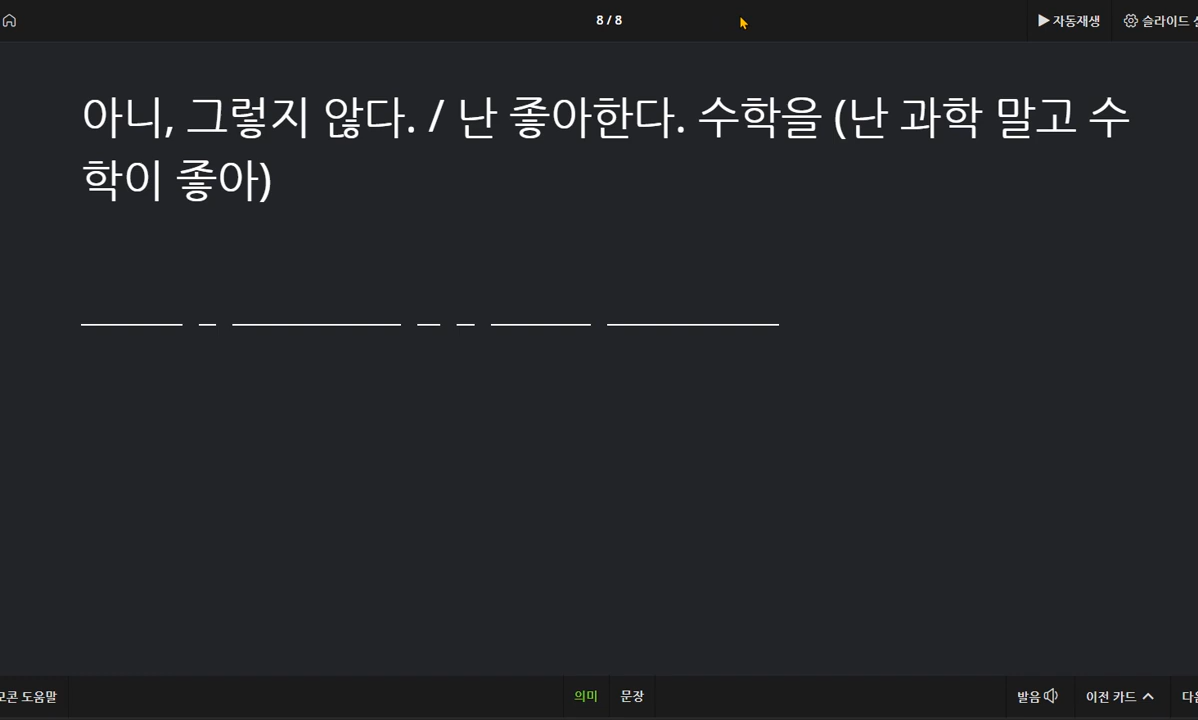 8 / 8
자동재생
슬라이드
아니, 그렇지 않다. / 난 좋아한다. 수학을 (난 과학 말고 수
학이 좋아)
도움말
의미
문장
발음
이전 카드